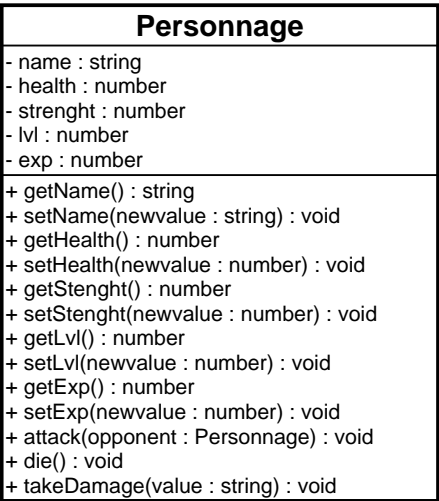 Personnage
- name : string
- health : number
- strenght : number
- lvl : number
- exp : number
+ getName() : string
+ setName(newvalue : string) : void
+ getHealth() : number
+ setHealth(newvalue : number) : void
+ getStenght() : number
+ setStenght(newvalue : number) : void
+ getLvl() : number
+ setLvl(newvalue : number) : void
+ getExp() : number
+ setExp(newvalue : number) : void
+ attack(opponent : Personnage) : void
+ die() : void
+ takeDamage(value : string) : void